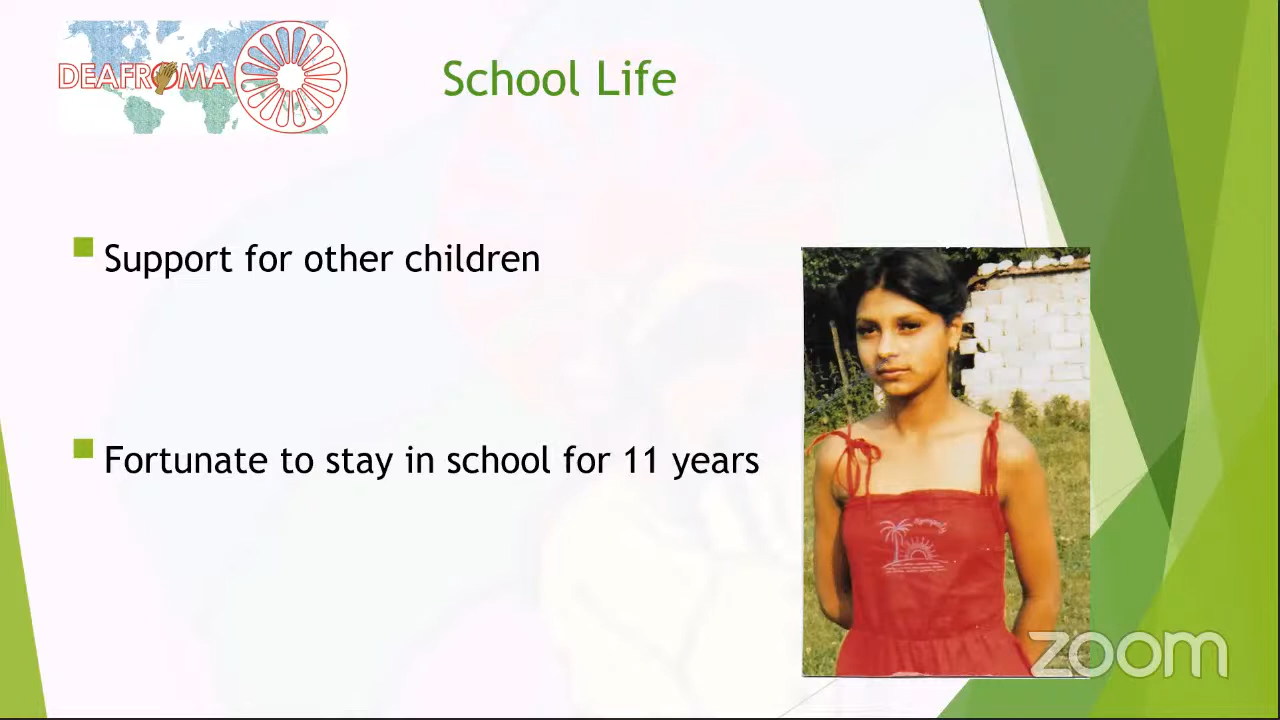 DEAFROMA
School Life
Support for other children
Fortunate to stay in school for 11 years
zoom